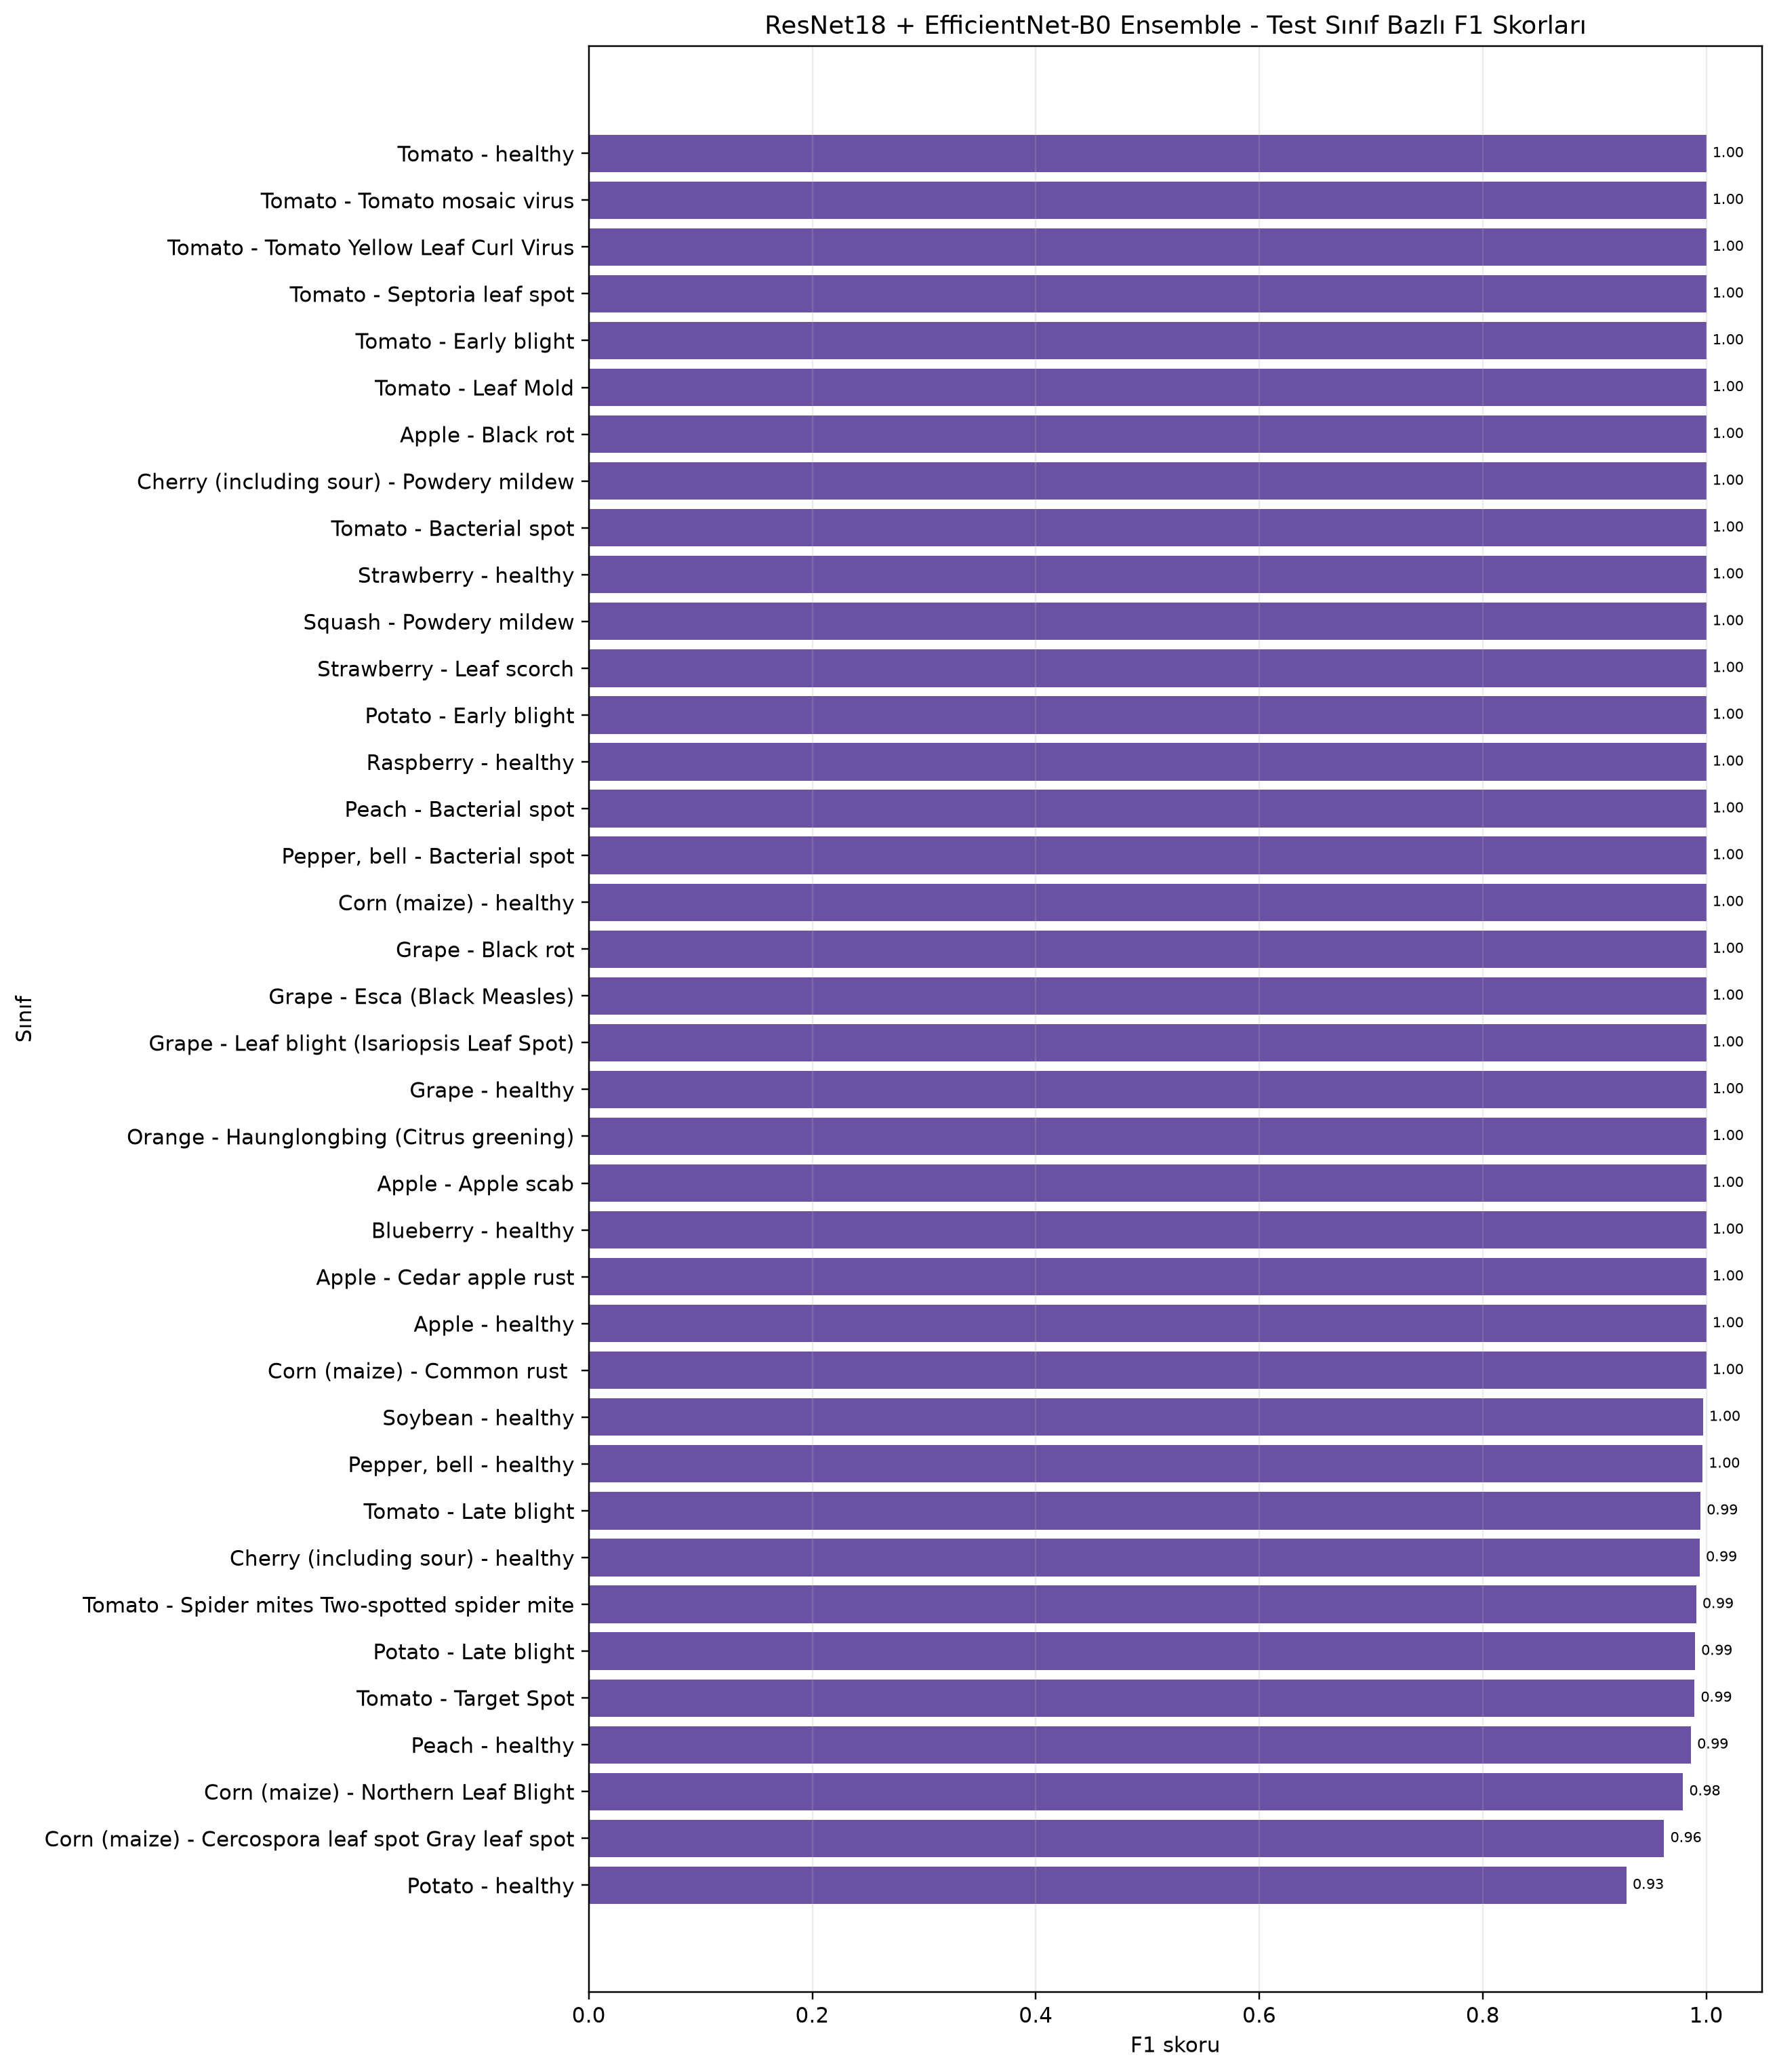 ResNet18 + EfficientNet-B0 Ensemble - Test Sınıf Bazlı F1 Skorları
Tomato - healthy 1.00
Tomato - Tomato mosaic virus 1.00
Tomato - Tomato Yellow Leaf Curl Virus 1.00
Tomato - Septoria leaf spot 1.00
Tomato - Early blight 1.00
Tomato - Leaf Mold 1.00
Apple - Black rot 1.00
Cherry (including sour) - Powdery mildew 1.00
Tomato - Bacterial spot 1.00
Strawberry - healthy 1.00
Squash - Powdery mildew 1.00
Strawberry - Leaf scorch 1.00
Potato - Early blight 1.00
Raspberry - healthy 1.00
Peach - Bacterial spot 1.00
Pepper, bell - Bacterial spot 1.00
Corn (maize) - healthy 1.00
Grape - Black rot 1.00
Grape - Esca (Black Measles) 1.00
Grape - Leaf blight (Isariopsis Leaf Spot) 1.00
Grape - healthy 1.00
Orange - Haunglongbing (Citrus greening) 1.00
Apple - Apple scab 1.00
Blueberry - healthy 1.00
Apple - Cedar apple rust 1.00
Apple - healthy 1.00
Corn (maize) - Common rust 1.00
Soybean - healthy 1.00
Pepper, bell - healthy 1.00
Tomato - Late blight 0.99
Cherry (including sour) - healthy 0.99
Tomato - Spider mites Two-spotted spider mite 0.99
Potato - Late blight 0.99
Tomato - Target Spot 0.99
Peach - healthy 0.99
Corn (maize) - Northern Leaf Blight 0.98
Corn (maize) - Cercospora leaf spot Gray leaf spot 0.96
Potato - healthy 0.93
Sınıf
0.0 0.2 0.4 0.6 0.8 1.0
F1 skoru